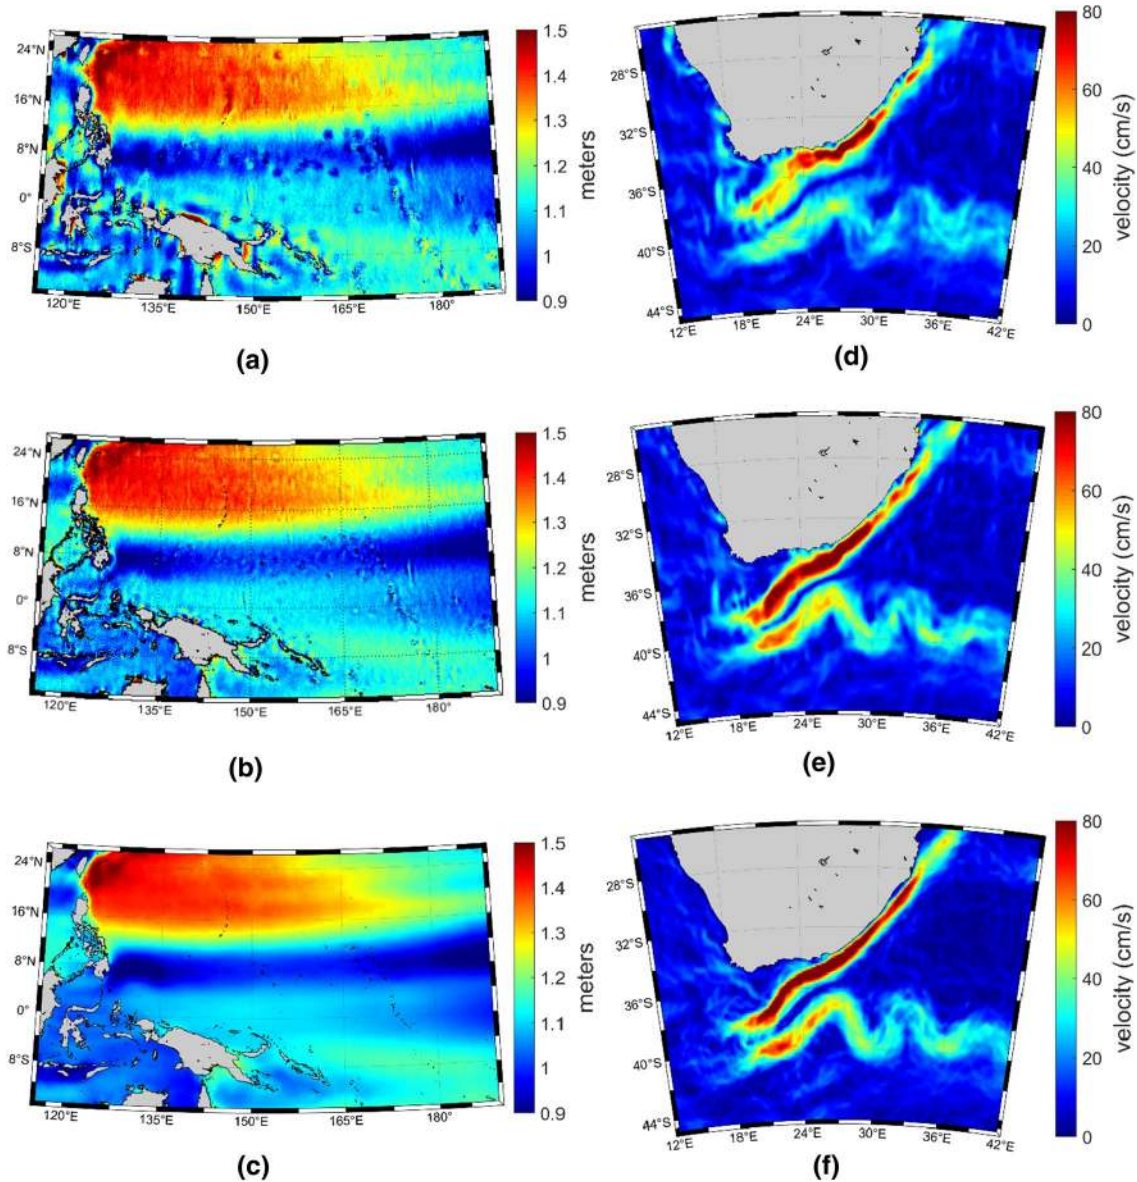 24°N
16°N
8°N
0°
8°S
120°E
135°E
150°E
165°E
180°
1.5
1.4
1.3
1.2
1.1
1
0.9
meters
(a)
28°S
32°S
36°S
40°S
44°S
12°E
18°E
24°E
30°E
36°E
42°E
80
60
40
20
0
velocity (cm/s)
(d)
24°N
16°N
8°N
0°
8°S
120°E
135°E
150°E
165°E
180°
1.5
1.4
1.3
1.2
1.1
1
0.9
meters
(b)
28°S
32°S
36°S
40°S
44°S
12°E
18°E
24°E
30°E
36°E
42°E
80
60
40
20
0
velocity (cm/s)
(e)
24°N
16°N
8°N
0°
8°S
120°E
135°E
150°E
165°E
180°
1.5
1.4
1.3
1.2
1.1
1
0.9
meters
(c)
28°S
32°S
36°S
40°S
44°S
12°E
18°E
24°E
30°E
36°E
42°E
80
60
40
20
0
velocity (cm/s)
(f)